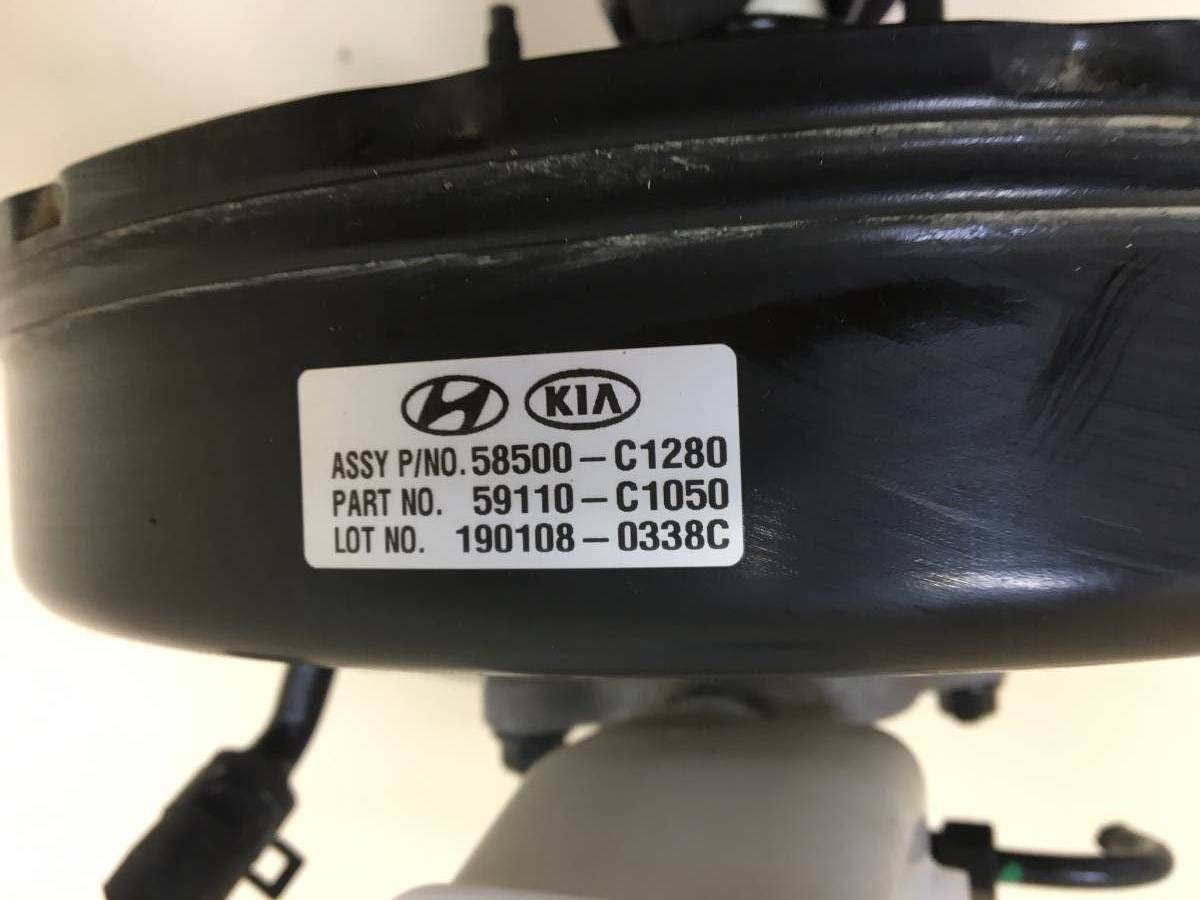 KIA
ASSY P/NO. 58500-C1280
PART NO. 59110-C1050
LOT NO. 190108-0338C